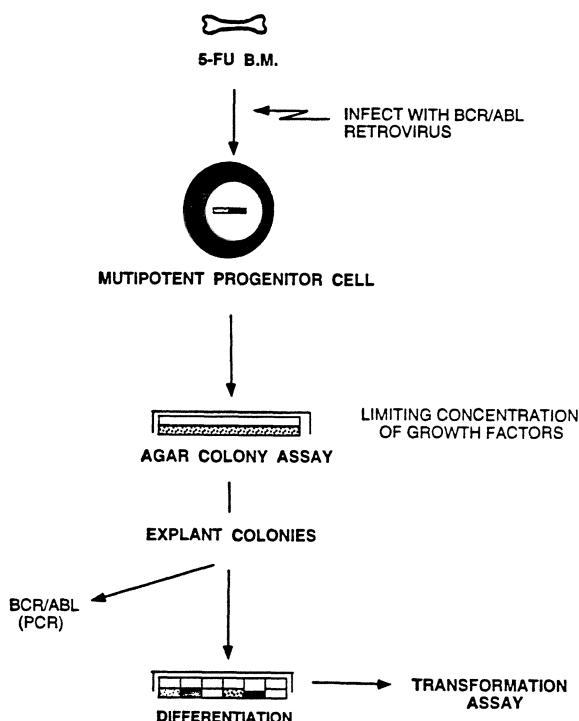 5-FU B.M.
INFECT WITH BCR/ABL
RETROVIRUS
MUTIPOTENT PROGENITOR CELL
LIMITING CONCENTRATION
OF GROWTH FACTORS
AGAR COLONY ASSAY
EXPLANT COLONIES
BCR/ABL
(PCR)
TRANSFORMATION
ASSAY
DIFFERENTIATION